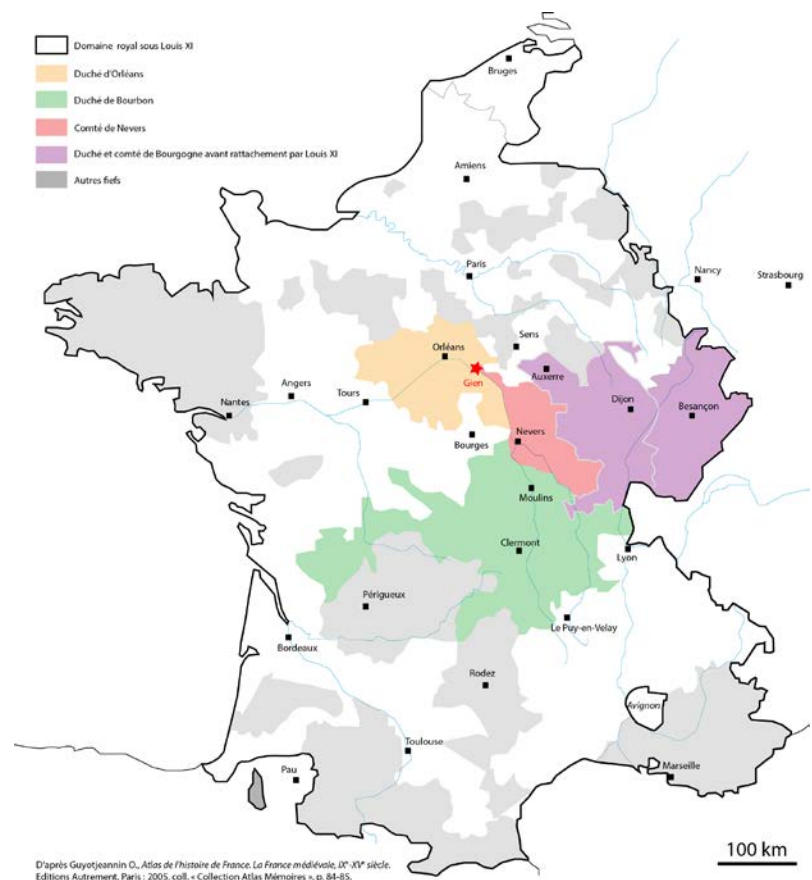 Domaine royal sous Louis XI
Duché d'Orléans
Duché de Bourbon
Comté de Nevers
Duché et comté de Bourgogne avant rattachement par Louis XI
Autres fiefs
Bruges
Amiens
Paris
Nancy
Strasbourg
Sens
Orléans
Gien
Auxerre
Angers
Tours
Nantes
Dijon
Besançon
Bourges
Nevers
Moulins
Clermont
Lyon
Périgueux
Le Puy-en-Velay
Bordeaux
Rodez
Avignon
Toulouse
Marseille
Pau
100 km
D'après Guyotjeannin O., Atlas de l'histoire de France. La France médiévale, IXᵉ-XVᵉ siècle.
Editions Autrement, Paris : 2005, coll. « Collection Atlas Mémoires », p. 84-85.